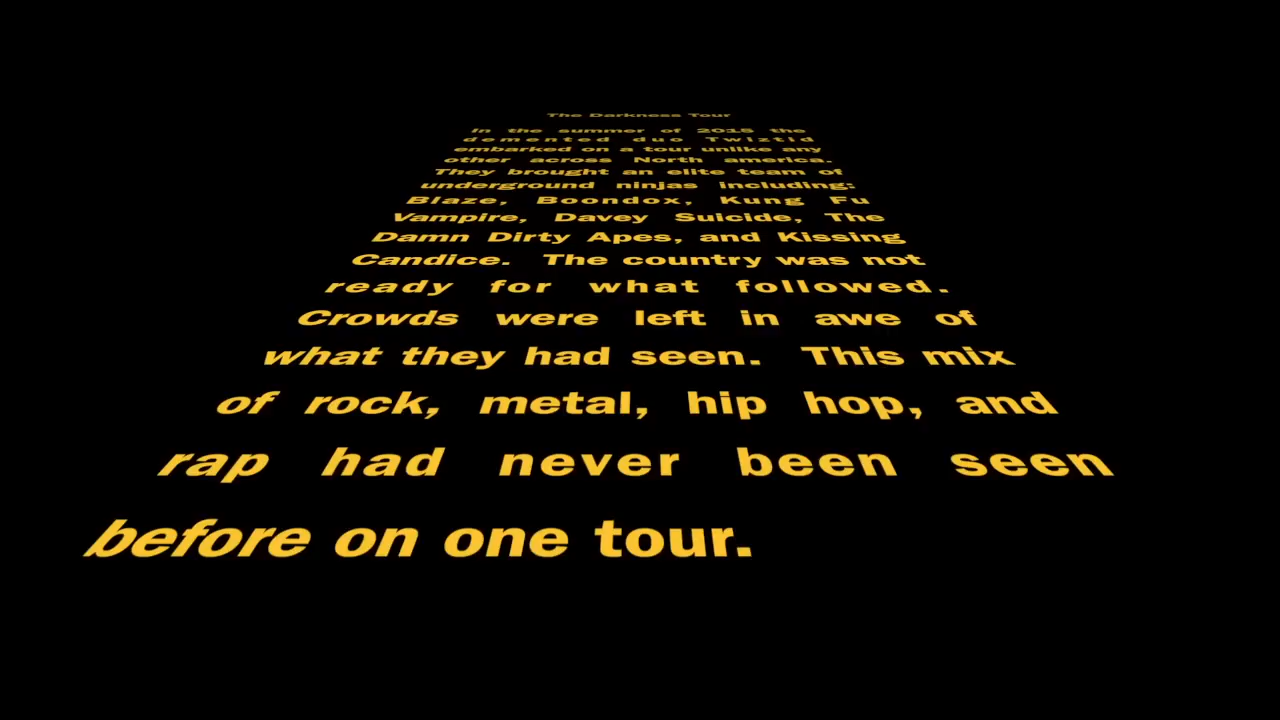 The Darkness Tour
In the summer of 2015 the
demented duo Twiztid
embarked on a tour unlike any
other across North america.
They brought an elite team of
underground ninjas including:
Blaze, Boondox, Kung Fu
Vampire, Davey Suicide, The
Damn Dirty Apes, and Kissing
Candice. The country was not
ready for what followed.
Crowds were left in awe of
what they had seen. This mix
of rock, metal, hip hop, and
rap had never been seen
before on one tour.